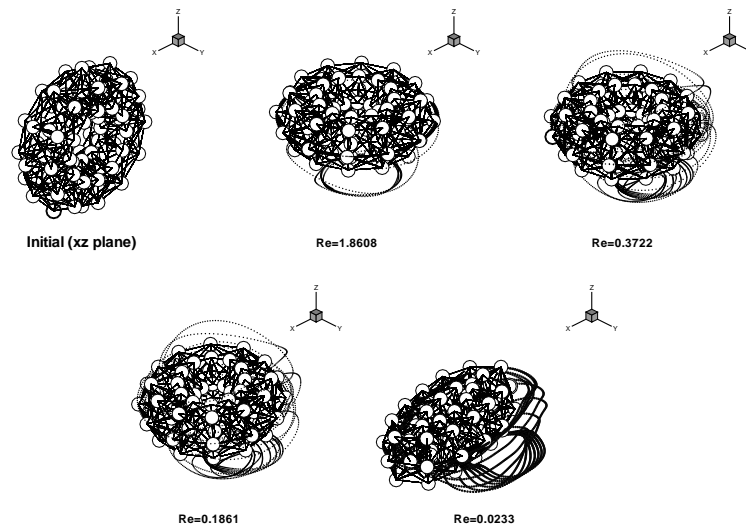 Z
X Y
Z
X Y
Z
X
Initial (xz plane)
Re=1.8608
Re=0.3722
Z
X Y
Z
X Y
Re=0.1861
Re=0.0233